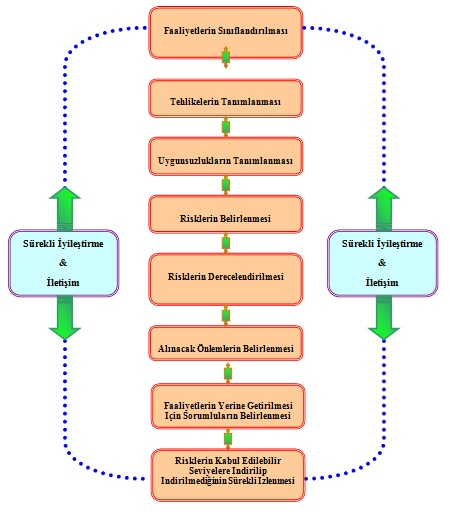 Faaliyetlerin Sınıflandırılması
Tehlikelerin Tanımlanması
Uygunsuzlukların Tanımlanması
Risklerin Belirlenmesi
Sürekli İyileştirme
&
İletişim
Sürekli İyileştirme
&
İletişim
Risklerin Derecelendirilmesi
Alınacak Önlemlerin Belirlenmesi
Faaliyetlerin Yerine Getirilmesi
İçin Sorumluların Belirlenmesi
Risklerin Kabul Edilebilir
Seviyelere İndirilip
İndirilmediğinin Sürekli İzlenmesi